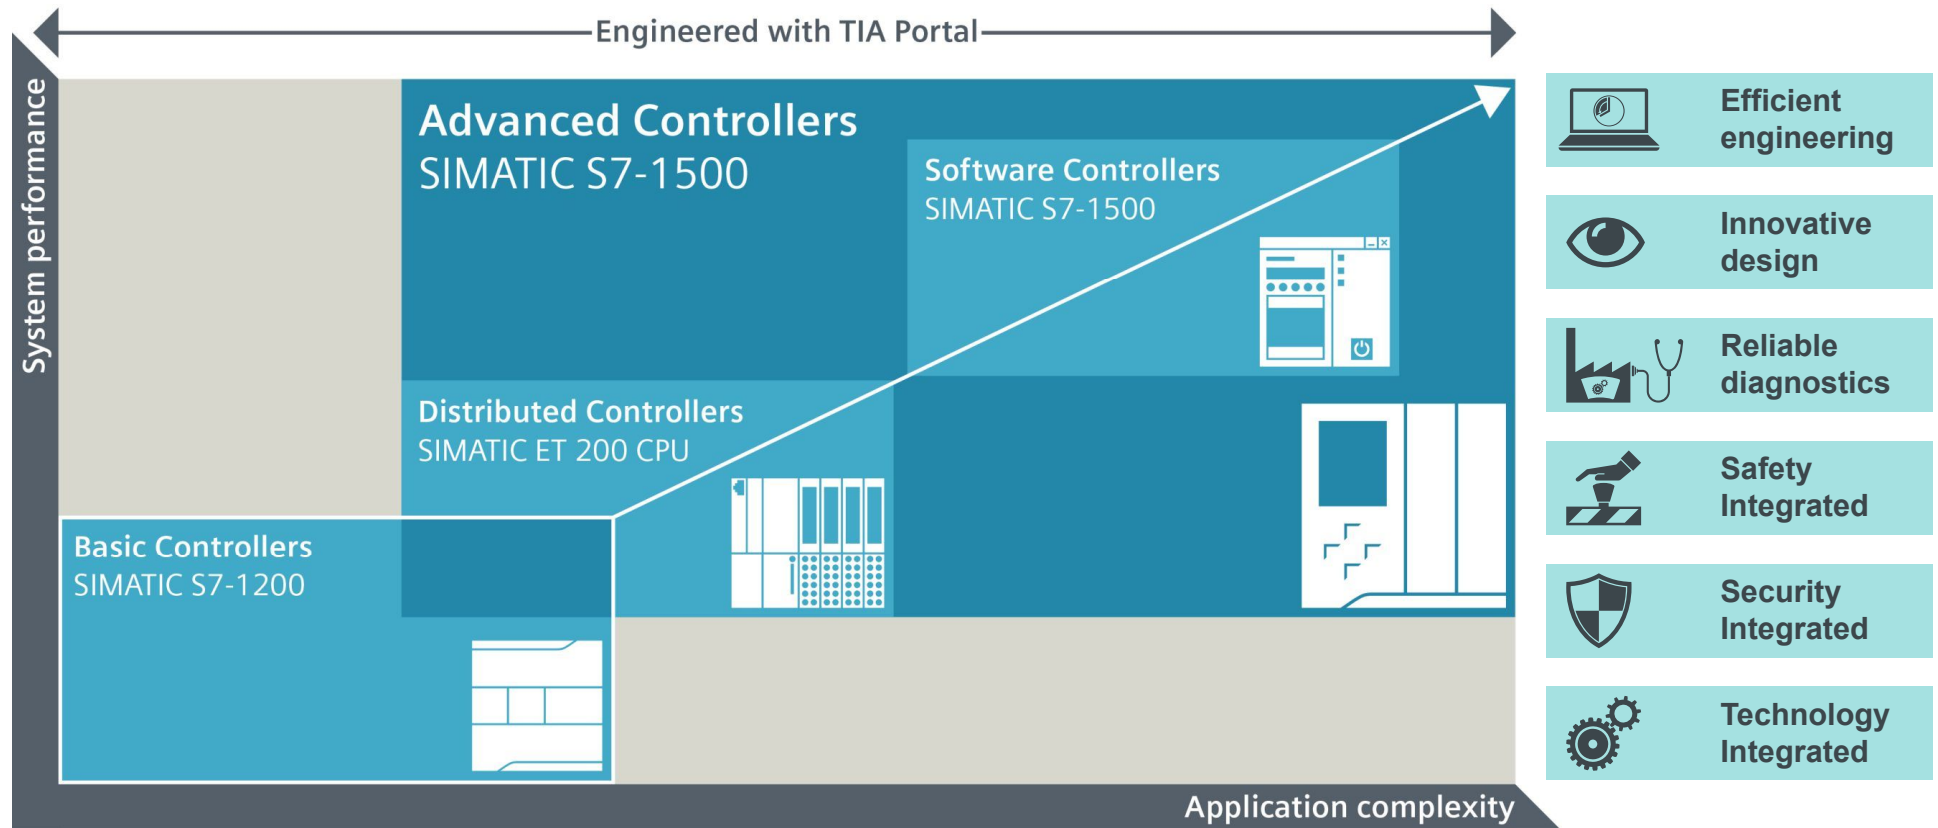 Engineered with TIA Portal
System performance
Advanced Controllers
SIMATIC S7-1500
Software Controllers
SIMATIC S7-1500
Distributed Controllers
SIMATIC ET 200 CPU
Basic Controllers
SIMATIC S7-1200
Application complexity
Efficient
engineering
Innovative
design
Reliable
diagnostics
Safety
Integrated
Security
Integrated
Technology
Integrated